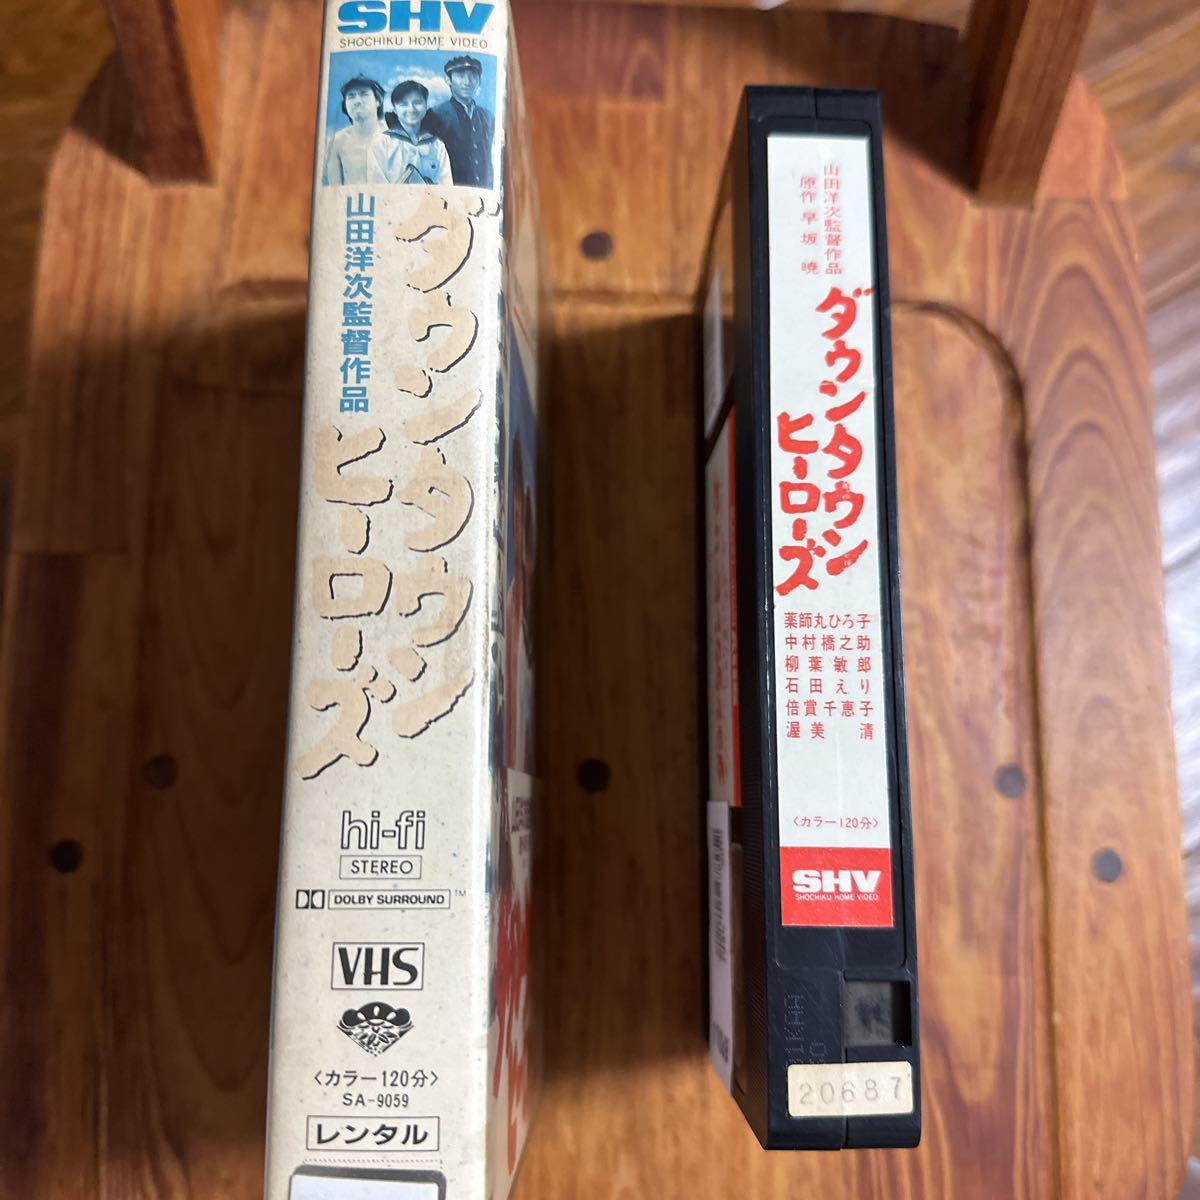 SHV
SHOCHIKU HOME VIDEO
山田洋次監督作品
ダウンタウン
ヒーローズ
hi-fi
STEREO
DOLBY SURROUND™
VHS
〈カラー120分〉
SA-9059
レンタル
山田洋次監督作品
原作 早坂 暁
ダウンタウン
ヒーローズ
薬師丸ひろ子
中村橋之助
柳葉敏郎
石田えり
倍賞千恵子
渥美 清
〈カラー120分〉
SHV
SHOCHIKU HOME VIDEO
20687